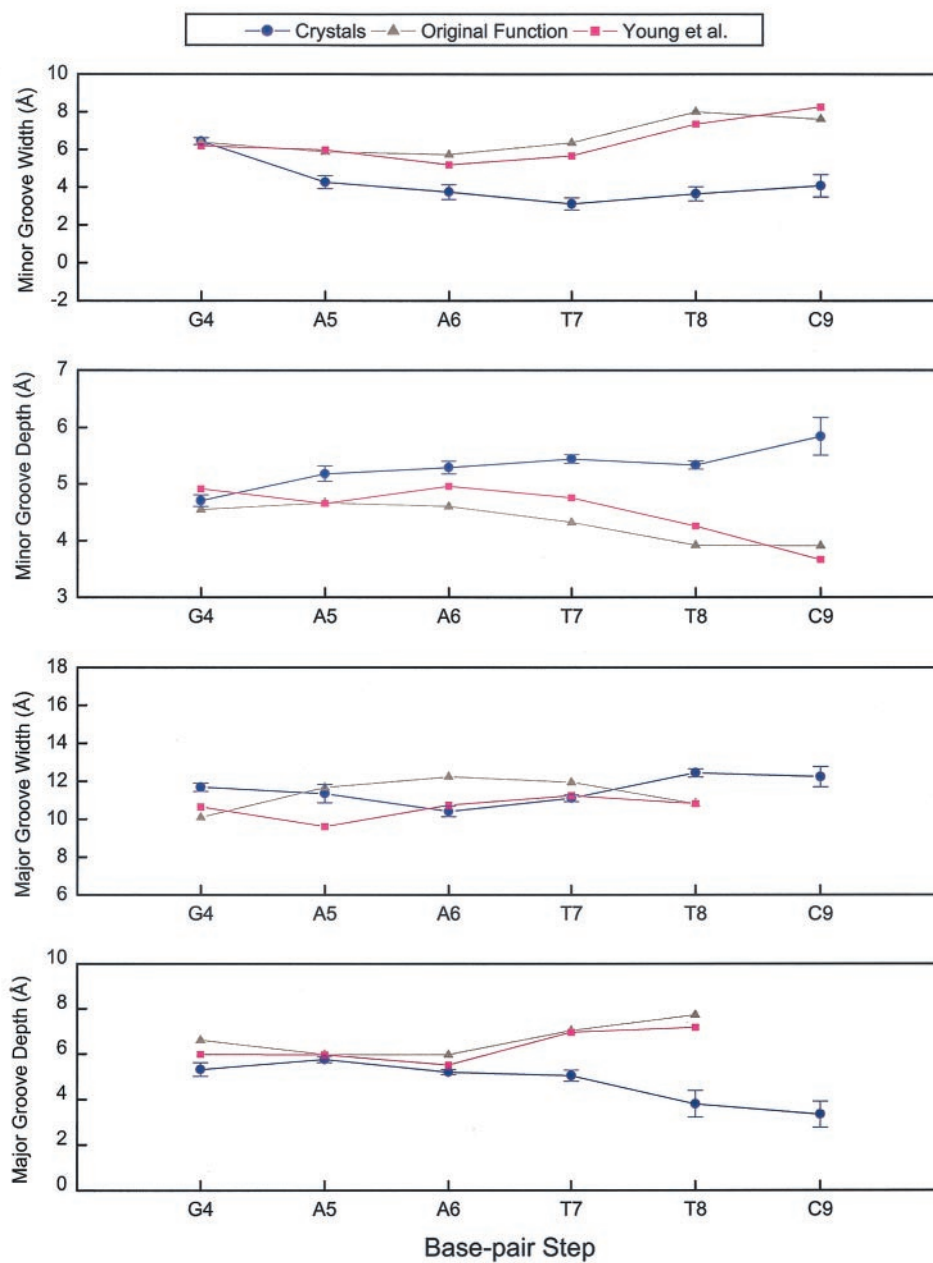 Crystals Original Function Young et al.
Minor Groove Width (Å)
10
8
6
4
2
0
-2
G4 A5 A6 T7 T8 C9
Minor Groove Depth (Å)
7
6
5
4
3
G4 A5 A6 T7 T8 C9
Major Groove Width (Å)
18
16
14
12
10
8
6
G4 A5 A6 T7 T8 C9
Major Groove Depth (Å)
10
8
6
4
2
0
G4 A5 A6 T7 T8 C9
Base-pair Step